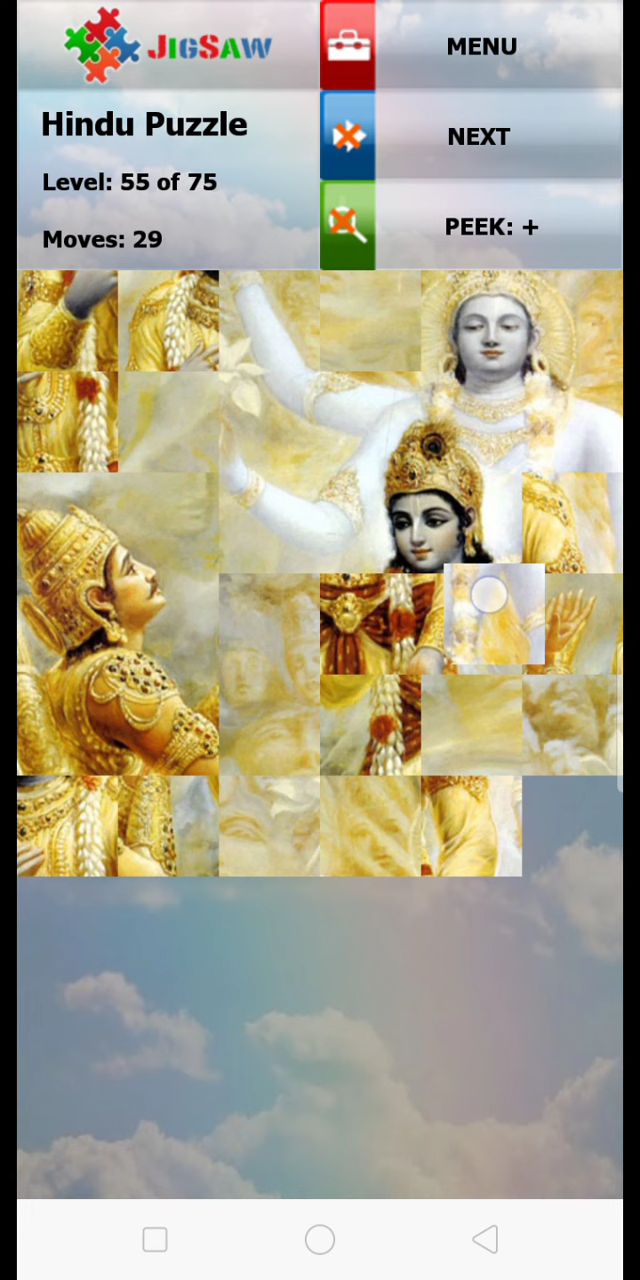 JIGSAW
MENU
Hindu Puzzle
NEXT
Level: 55 of 75
Moves: 29
PEEK: +